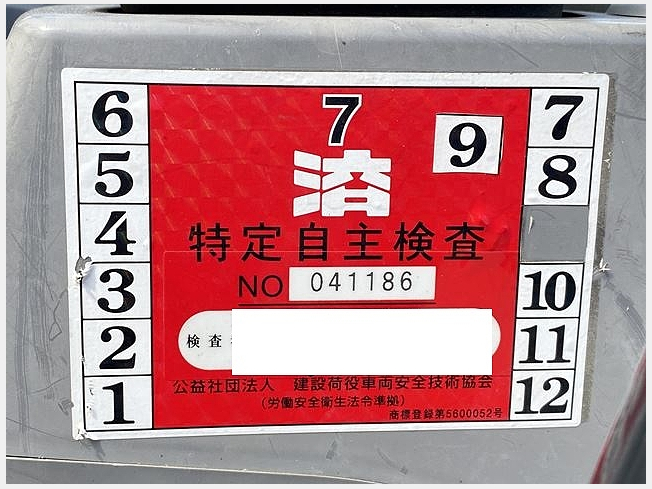 7
9
済
特定自主検査
NO 041186
検査
公益社団法人 建設荷役車両安全技術協会
(労働安全衛生法令準拠)
商標登録第5600052号
6
5
4
3
2
1
7
8
10
11
12